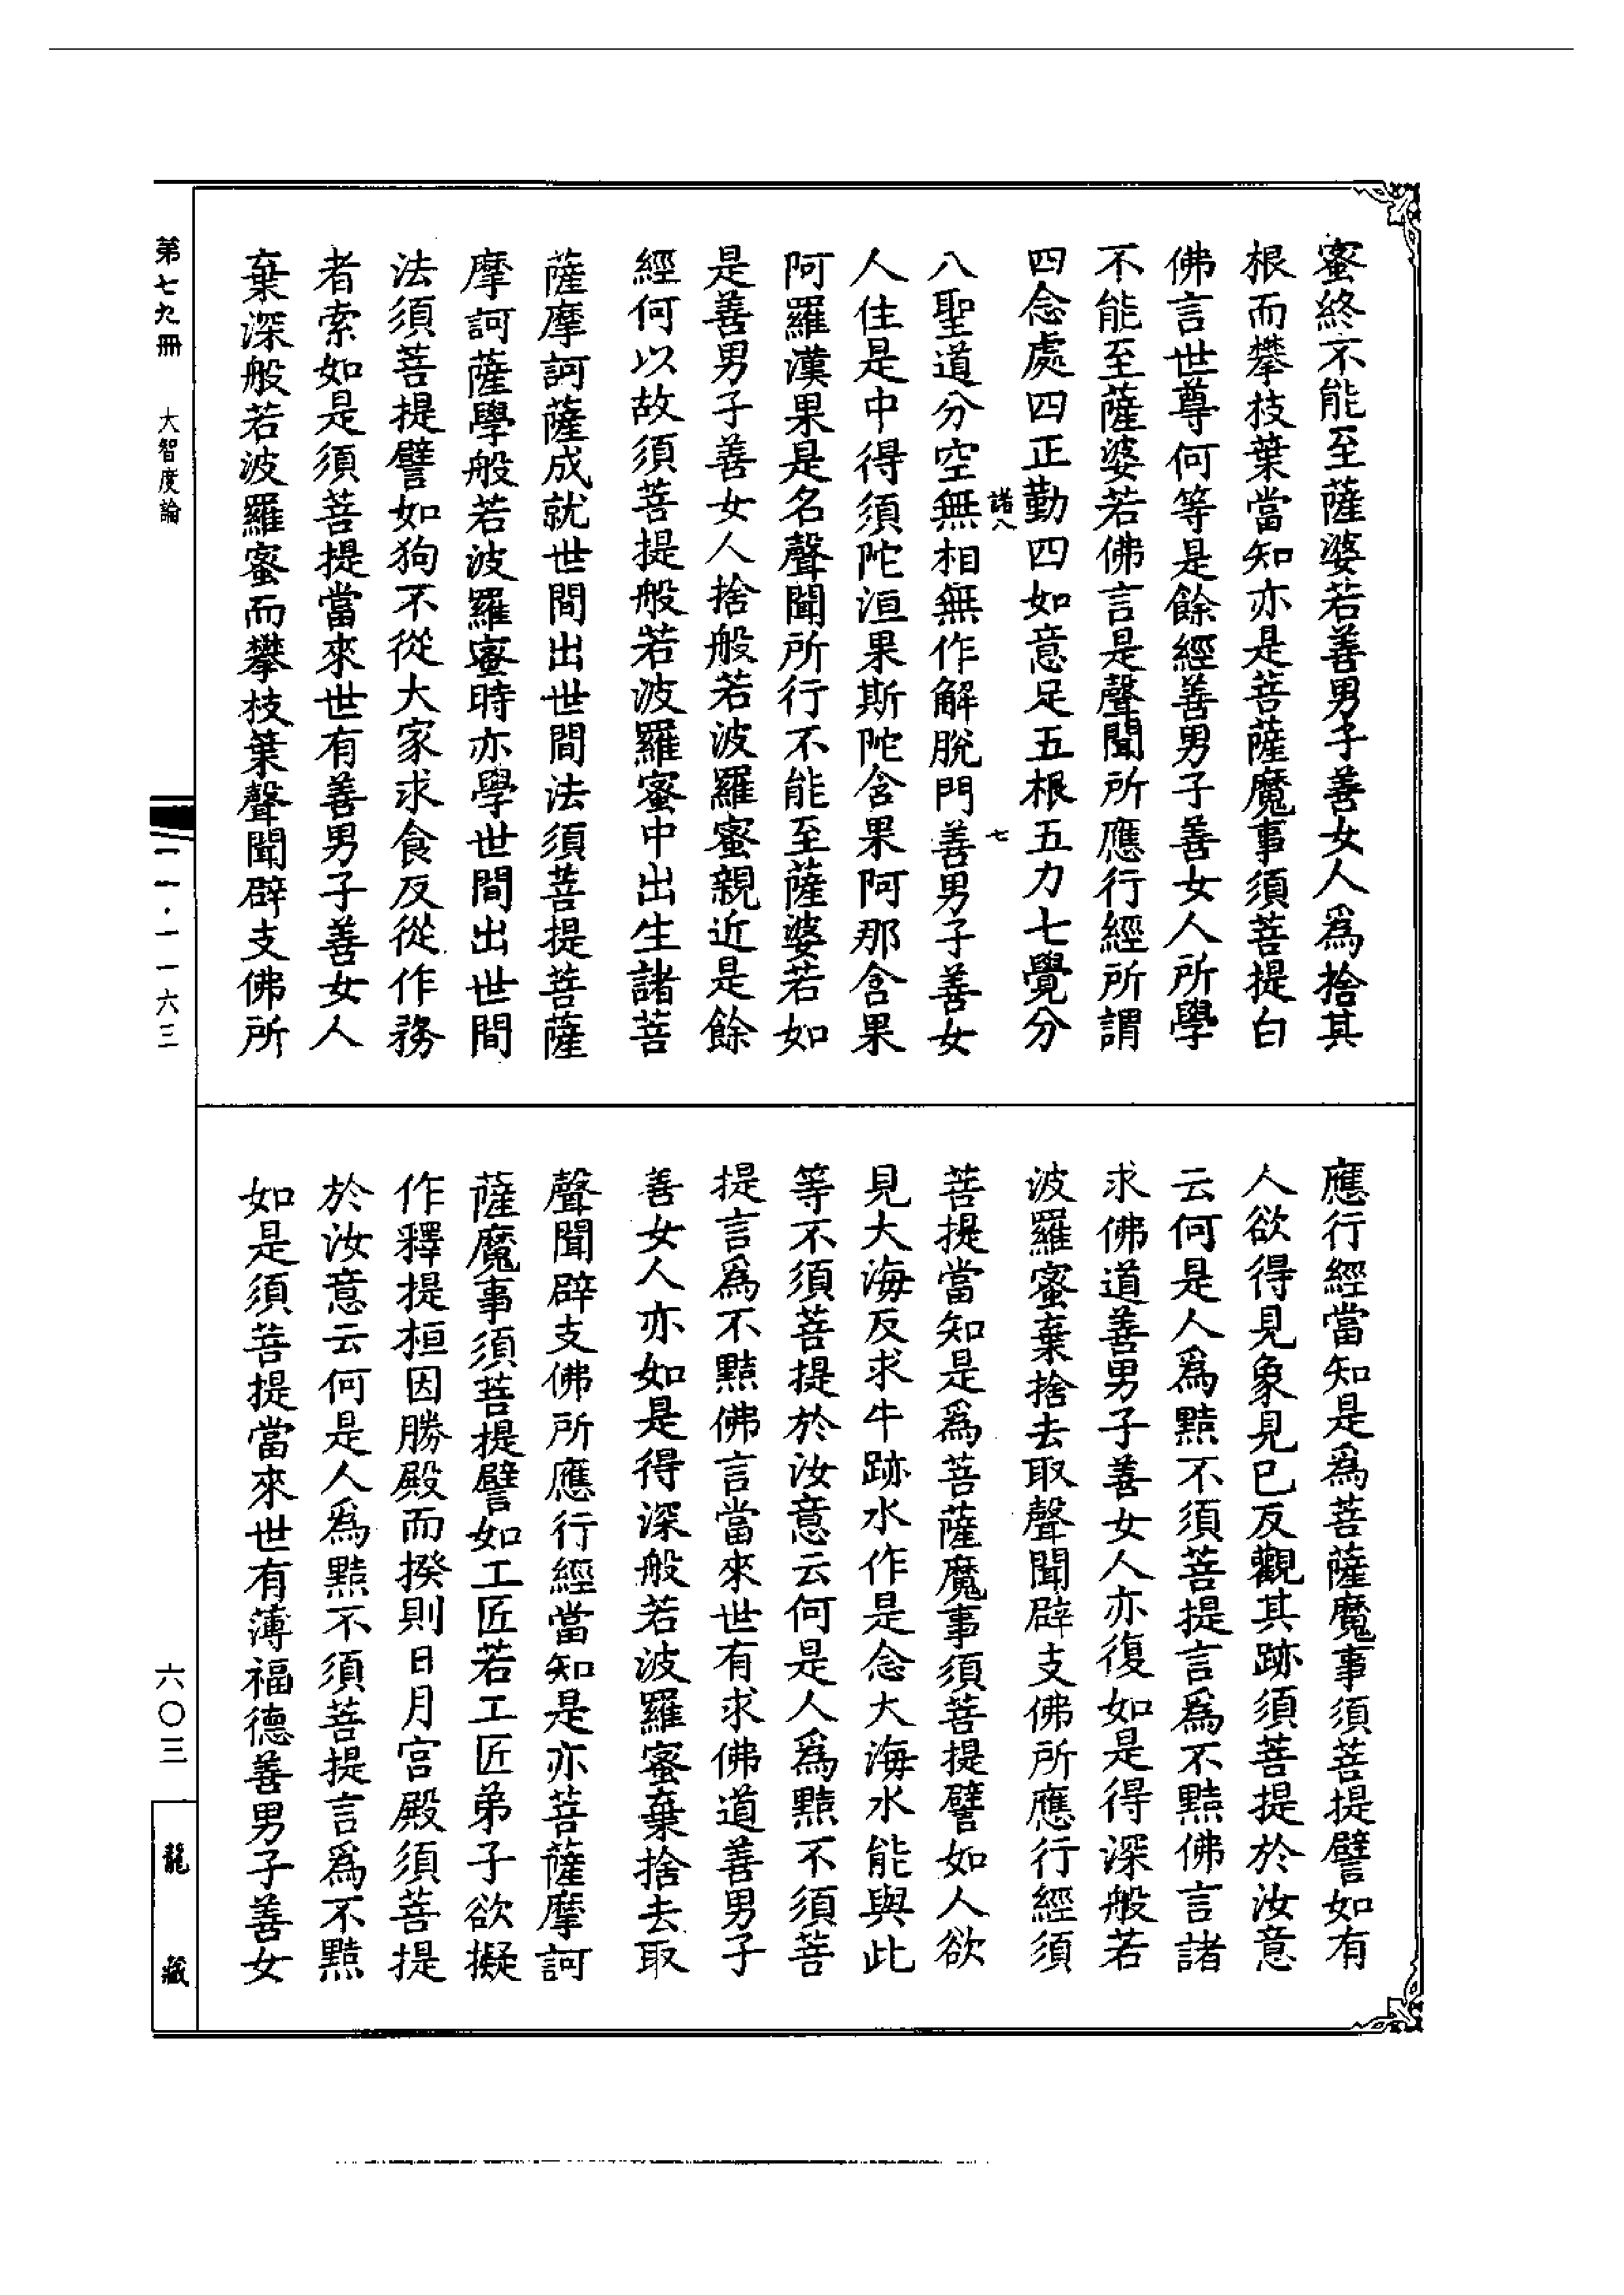 蜜終不能至薩婆若善男子善女人爲捨其
根而攀枝葉當知亦是菩薩魔事須菩提白
佛言世尊何等是餘經善男子善女人所學
不能至薩婆若佛言是聲聞所應行經所謂
四念處四正勤四如意足五根五力七覺分
諸八
七
八聖道分空無相無作解脫門善男子善女
人住是中得須陀洹果斯陀含果阿那含果
阿羅漢果是名聲聞所行不能至薩婆若如
是善男子善女人捨般若波羅蜜親近是餘
經何以故須菩提般若波羅蜜中出生諸菩
薩摩訶薩成就世間出世間法須菩提菩薩
摩訶薩學般若波羅蜜時亦學世間出世間
法須菩提譬如狗不從大家求食反從作務
者索如是須菩提當來世有善男子善女人
棄深般若波羅蜜而攀枝葉聲聞辟支佛所
應行經當知是爲菩薩魔事須菩提譬如有
人欲得見象見已反觀其跡須菩提於汝意
云何是人爲黠不須菩提言爲不黠佛言諸
求佛道善男子善女人亦復如是得深般若
波羅蜜棄捨去取聲聞辟支佛所應行經須
菩提當知是爲菩薩魔事須菩提譬如人欲
見大海反求牛跡水作是念大海水能與此
等不須菩提於汝意云何是人爲黠不須菩
提言爲不黠佛言當來世有求佛道善男子
善女人亦如是得深般若波羅蜜棄捨去取
聲聞辟支佛所應行經當知是亦菩薩摩訶
薩魔事須菩提譬如工匠若工匠弟子欲擬
作釋提桓因勝殿而揆則日月宮殿須菩提
於汝意云何是人爲黠不須菩提言爲不黠
如是須菩提當來世有薄福德善男子善女
第七九冊 大智度論
一一·一一六三
六〇三
龍藏